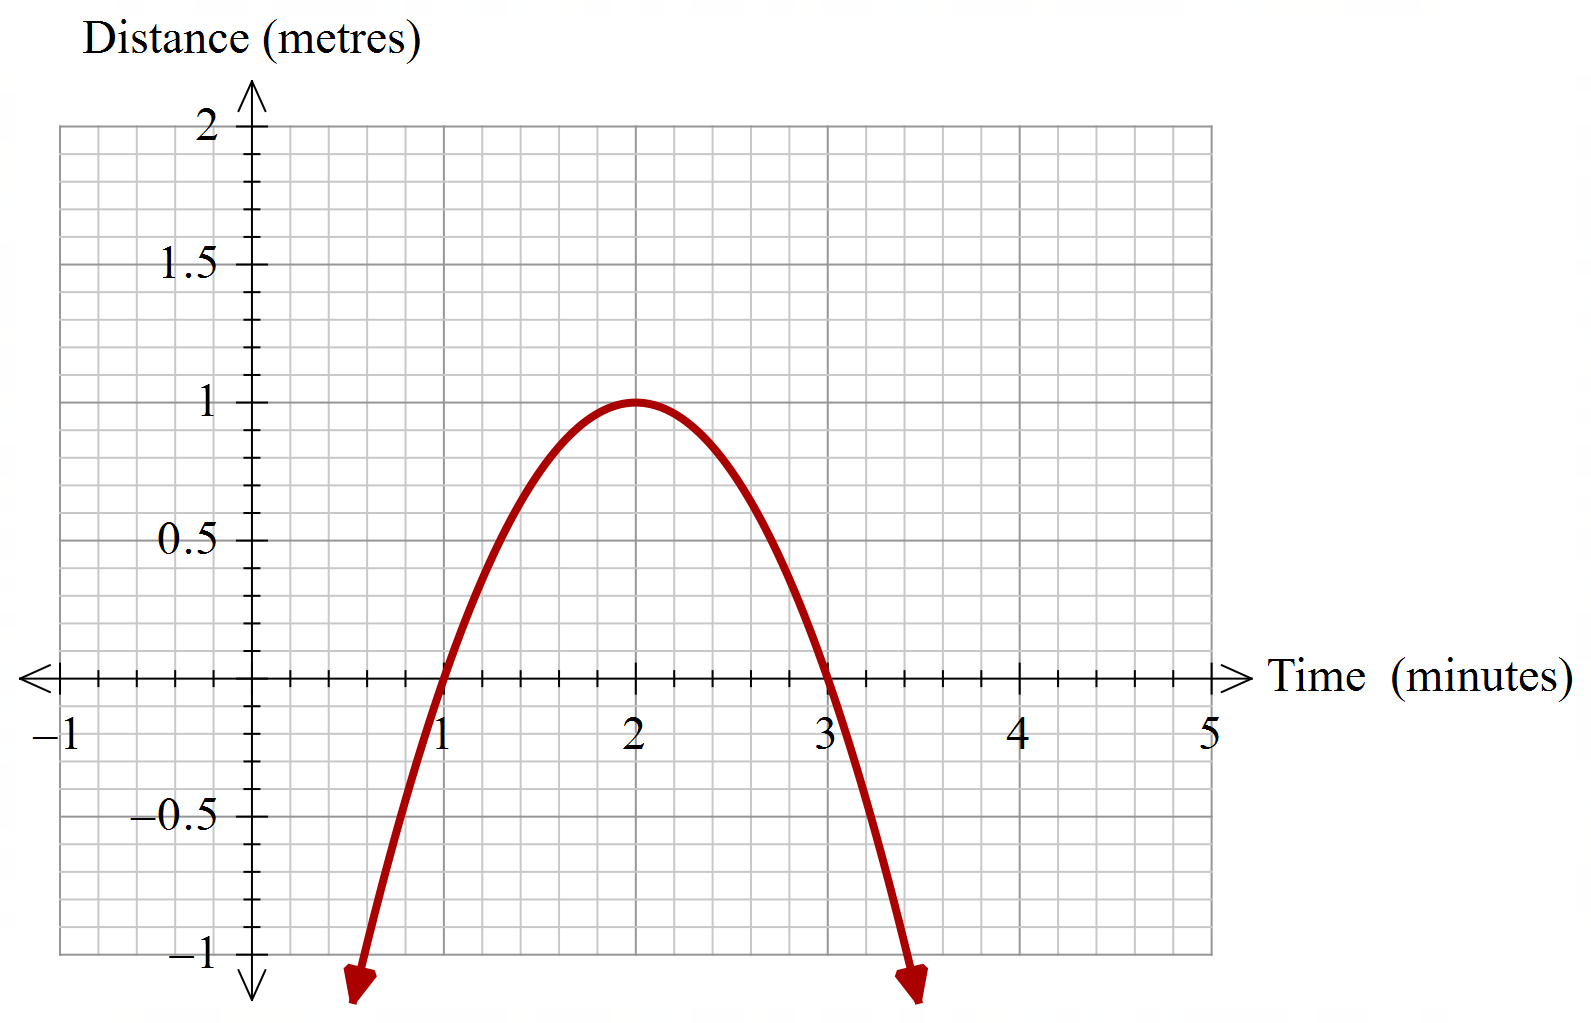 Distance (metres)
2
1.5
1
0.5
Time (minutes)
–1 1 2 3 4 5
–0.5
–1